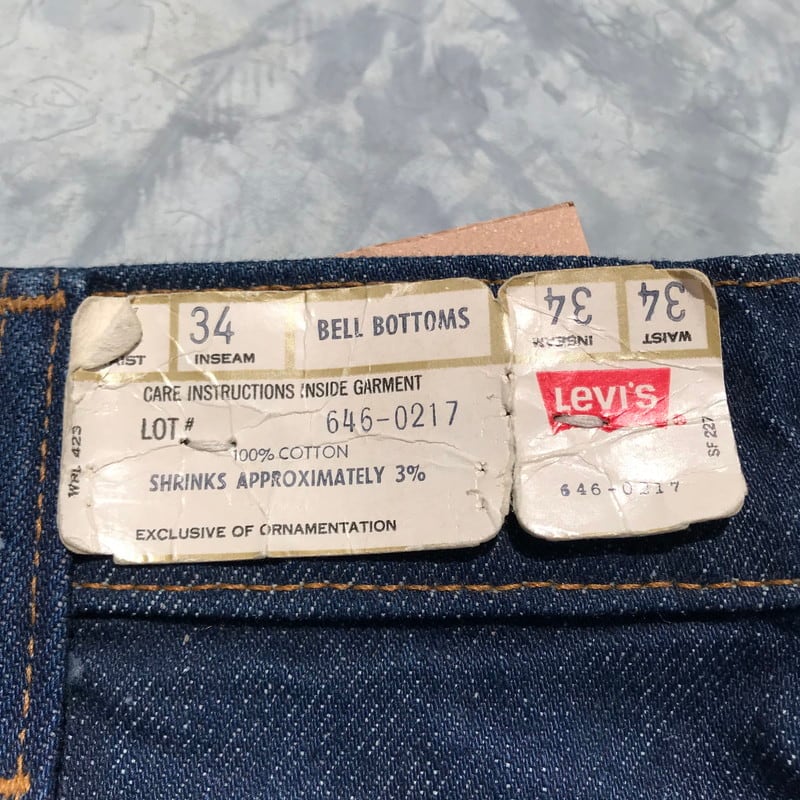 34
INSEAM
BELL BOTTOMS
CARE INSTRUCTIONS INSIDE GARMENT
LOT # 646-0217
100% COTTON
SHRINKS APPROXIMATELY 3%
EXCLUSIVE OF ORNAMENTATION
WPL 423
34
INSEAM
34
WAIST
LEVI'S
646-0217
SF 227